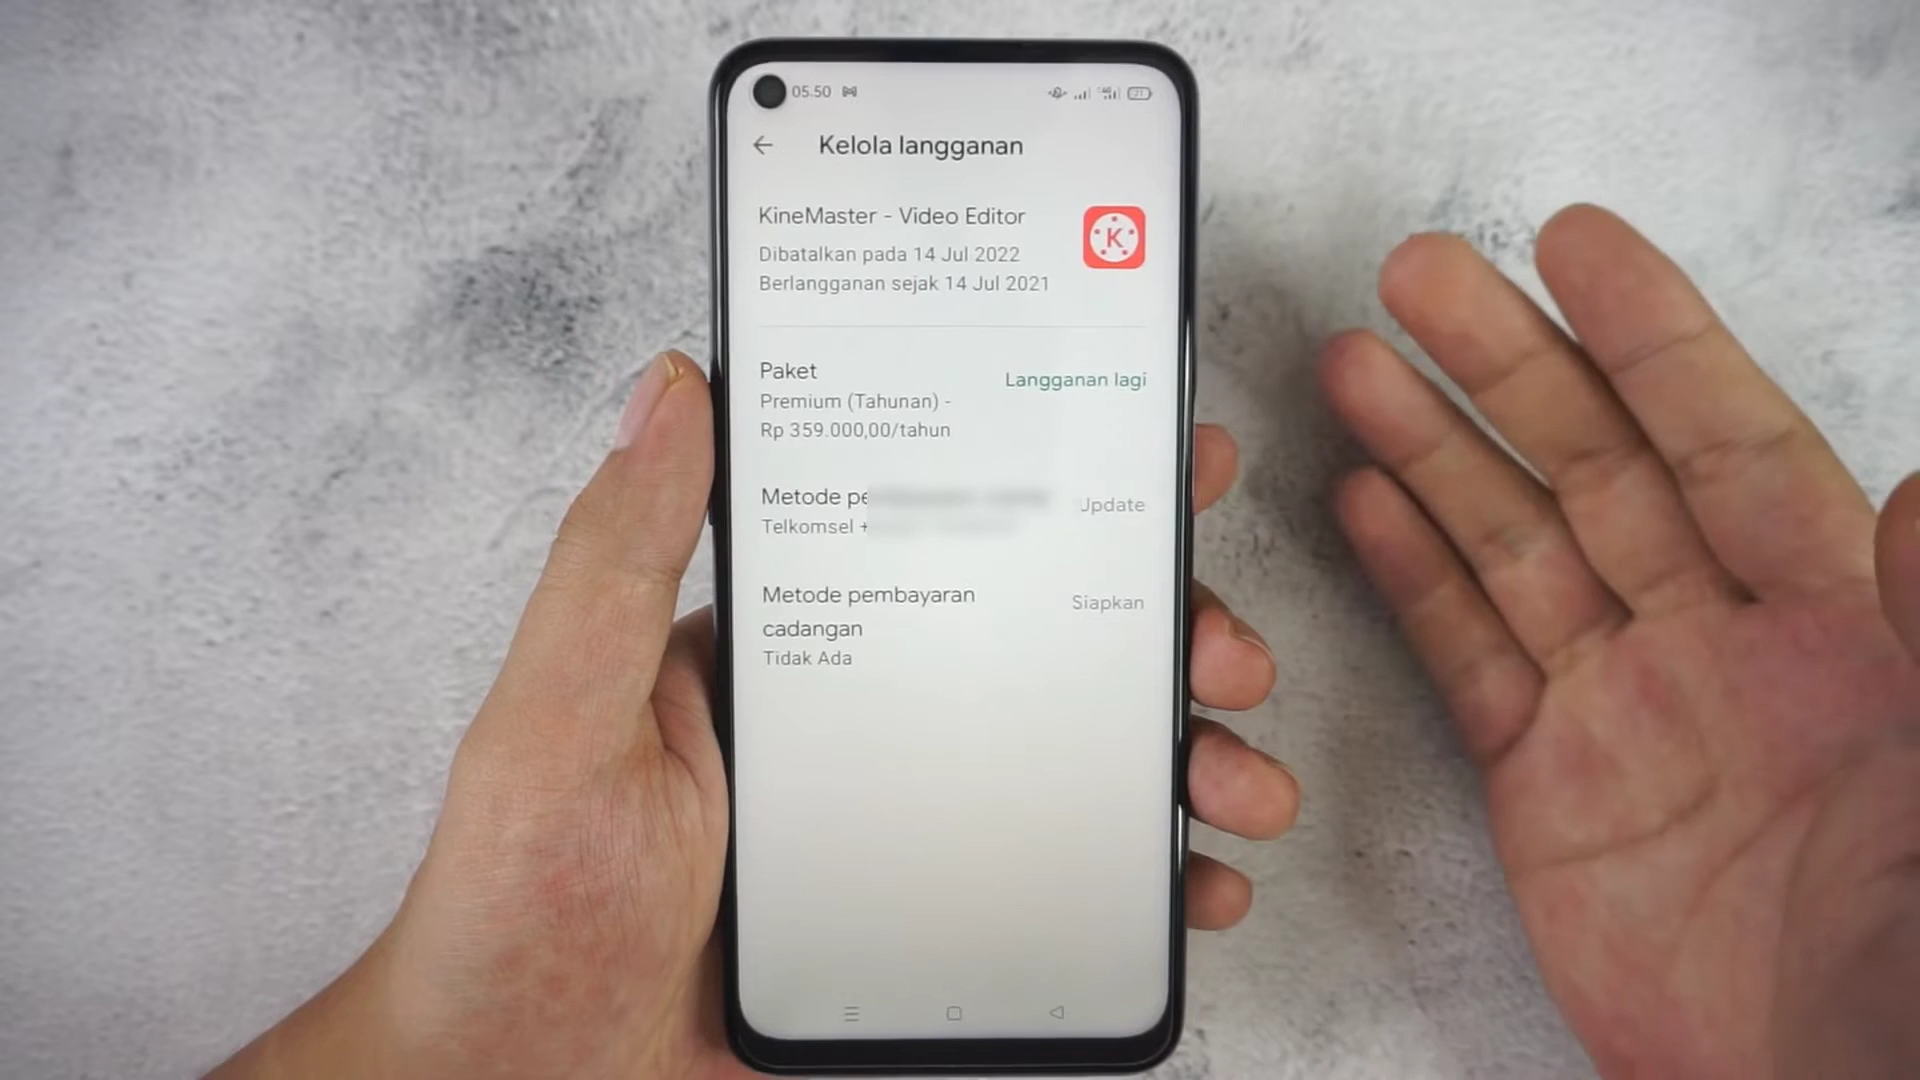 05.50
Kelola langganan
KineMaster - Video Editor
Dibatalkan pada 14 Jul 2022
Berlangganan sejak 14 Jul 2021
K
Paket
Langganan lagi
Premium (Tahunan) -
Rp 359.000,00/tahun
Metode
Update
Telkomsel +
Metode pembayaran
cadangan
Siapkan
Tidak Ada